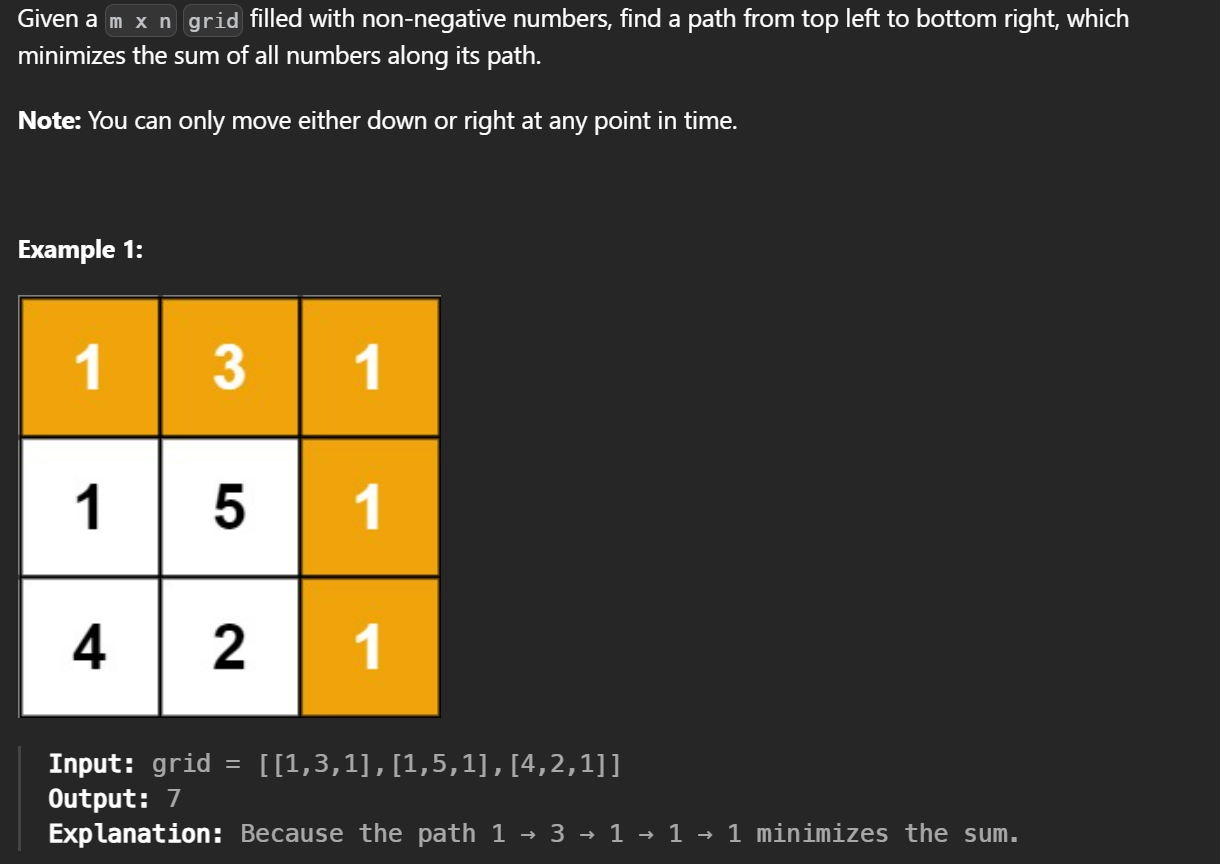 Given a m x n grid filled with non-negative numbers, find a path from top left to bottom right, which
minimizes the sum of all numbers along its path.
Note: You can only move either down or right at any point in time.
Example 1:
1 3 1
1 5 1
4 2 1
Input: grid = [[1,3,1],[1,5,1],[4,2,1]]
Output: 7
Explanation: Because the path 1 → 3 → 1 → 1 → 1 minimizes the sum.